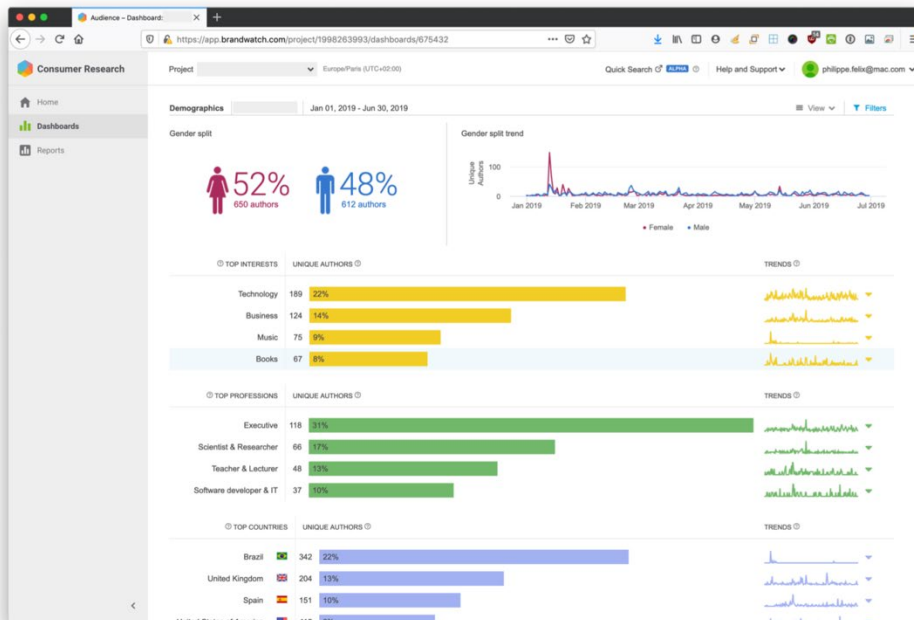 Audience – Dashboard:
https://app.brandwatch.com/project/1998263993/dashboards/675432
Consumer Research
Project
Europe/Paris (UTC+02:00)
Quick Search ALPHA
Help and Support
philippe.felix@mac.com
Home
Dashboards
Reports
Demographics
Jan 01, 2019 - Jun 30, 2019
View
Filters
Gender split
52%
650 authors
48%
612 authors
Gender split trend
Unique Authors
100
0
Jan 2019 Feb 2019 Mar 2019 Apr 2019 May 2019 Jun 2019 Jul 2019
Female Male
TOP INTERESTS UNIQUE AUTHORS TRENDS
Technology 189 22%
Business 124 14%
Music 75 9%
Books 67 8%
TOP PROFESSIONS UNIQUE AUTHORS TRENDS
Executive 118 31%
Scientist & Researcher 66 17%
Teacher & Lecturer 48 13%
Software developer & IT 37 10%
TOP COUNTRIES UNIQUE AUTHORS TRENDS
Brazil 342 22%
United Kingdom 204 13%
Spain 151 10%